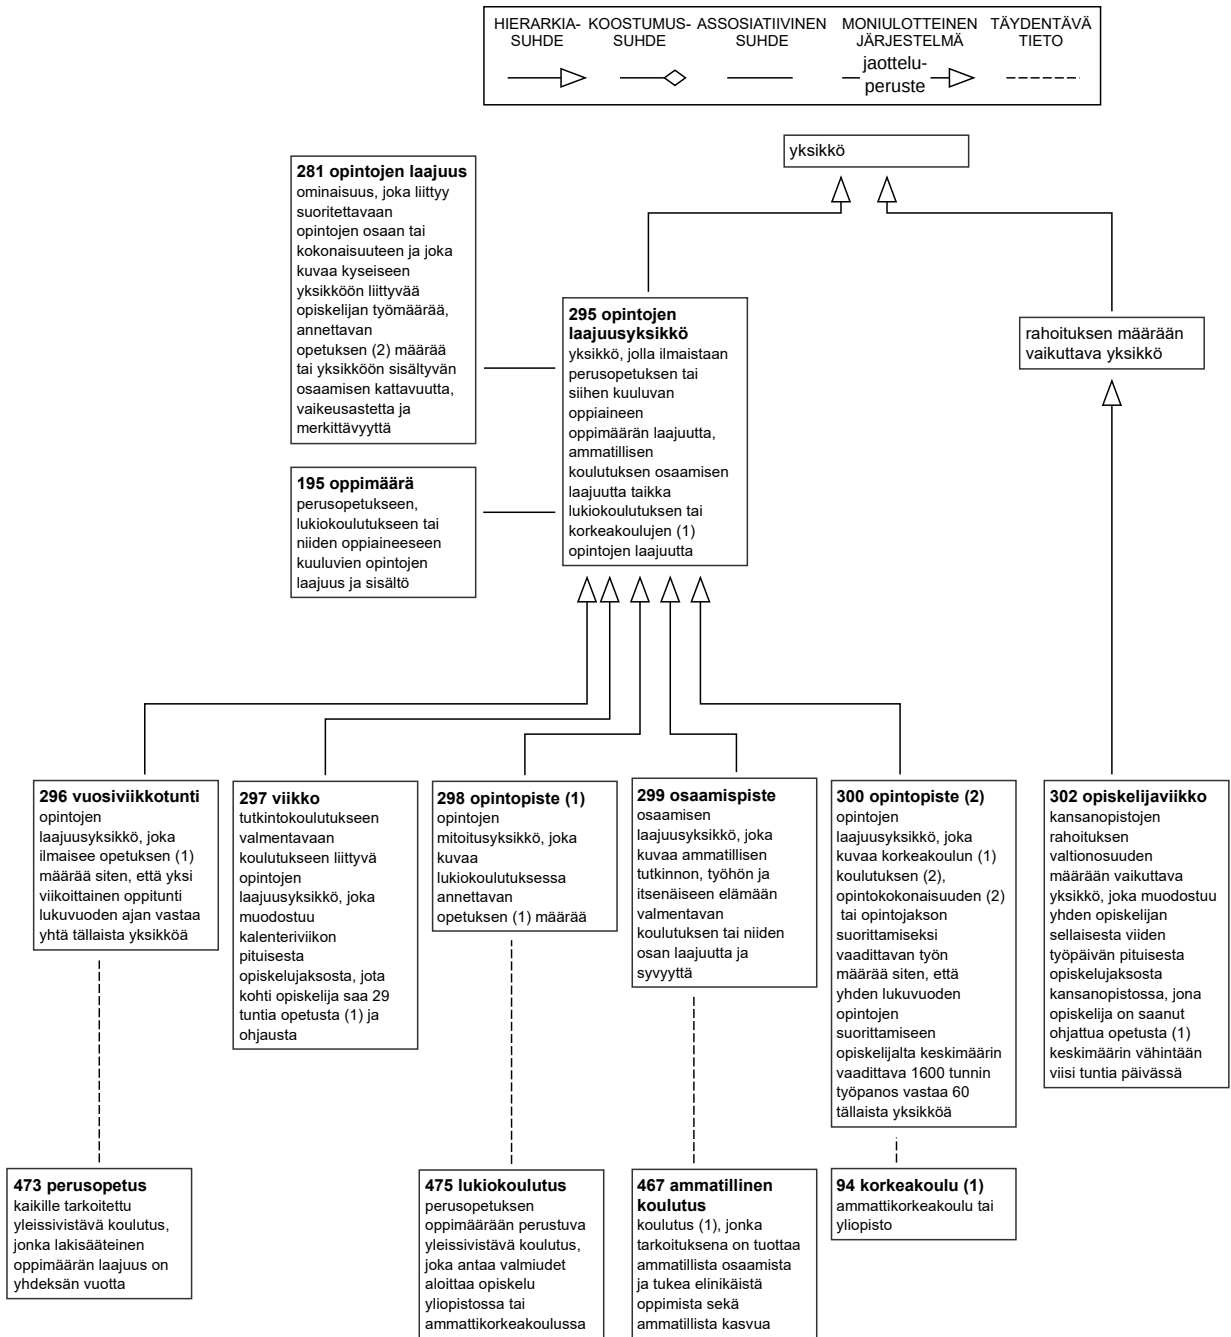 HIERARKIA-
SUHDE
KOOSTUMUS-
SUHDE
ASSOSIATIIVINEN
SUHDE
MONIULOTTEINEN
JÄRJESTELMÄ
jaottelu-
peruste
TÄYDENTÄVÄ
TIETO
yksikkö
281 opintojen laajuus
ominaisuus, joka liittyy
suoritettavaan
opintojen osaan tai
kokonaisuuteen ja joka
kuvaa kyseiseen
yksikköön liittyvää
opiskelijan työmäärää,
annettavan
opetuksen (2) määrää
tai yksikköön sisältyvän
osaamisen kattavuutta,
vaikeusastetta ja
merkittävyyttä
295 opintojen
laajuusyksikkö
yksikkö, jolla ilmaistaan
perusopetuksen tai
siihen kuuluvan
oppiaineen
oppimäärän laajuutta,
ammatillisen
koulutuksen osaamisen
laajuutta taikka
lukiokoulutuksen tai
korkeakoulujen (1)
opintojen laajuutta
rahoituksen määrään
vaikuttava yksikkö
195 oppimäärä
perusopetukseen,
lukiokoulutukseen tai
niiden oppiaineeseen
kuuluvien opintojen
laajuus ja sisältö
296 vuosiviikkotunti
opintojen
laajuusyksikkö, joka
ilmaisee opetuksen (1)
määrää siten, että yksi
viikoittainen oppitunti
lukuvuoden ajan vastaa
yhtä tällaista yksikköä
297 viikko
tutkintokoulutukseen
valmentavaan
koulutukseen liittyvä
opintojen
laajuusyksikkö, joka
muodostuu
kalenteriviikon
pituisesta
opiskelujaksosta, jota
kohti opiskelija saa 29
tuntia opetusta (1) ja
ohjausta
298 opintopiste (1)
opintojen
mitoitusyksikkö, joka
kuvaa
lukiokoulutuksessa
annettavan
opetuksen (1) määrää
299 osaamispiste
osaamisen
laajuusyksikkö, joka
kuvaa ammatillisen
tutkinnon, työhön ja
itsenäiseen elämään
valmentavan
koulutuksen tai niiden
osan laajuutta ja
syvyyttä
300 opintopiste (2)
opintojen
laajuusyksikkö, joka
kuvaa korkeakoulun (1)
koulutuksen (2),
opintokokonaisuuden (2)
tai opintojakson
suorittamiseksi
vaadittavan työn
määrää siten, että
yhden lukuvuoden
opintojen
suorittamiseen
opiskelijalta keskimäärin
vaadittava 1600 tunnin
työpanos vastaa 60
tällaista yksikköä
302 opiskelijaviikko
kansanopistojen
rahoituksen
valtionosuuden
määrään vaikuttava
yksikkö, joka muodostuu
yhden opiskelijan
sellaisesta viiden
työpäivän pituisesta
opiskelujaksosta
kansanopistossa, jona
opiskelija on saanut
ohjattua opetusta (1)
keskimäärin vähintään
viisi tuntia päivässä
473 perusopetus
kaikille tarkoitettu
yleissivistävä koulutus,
jonka lakisääteinen
oppimäärän laajuus on
yhdeksän vuotta
475 lukiokoulutus
perusopetuksen
oppimäärään perustuva
yleissivistävä koulutus,
joka antaa valmiudet
aloittaa opiskelu
yliopistossa tai
ammattikorkeakoulussa
467 ammatillinen
koulutus
koulutus (1), jonka
tarkoituksena on tuottaa
ammatillista osaamista
ja tukea elinikäistä
oppimista sekä
ammatillista kasvua
94 korkeakoulu (1)
ammattikorkeakoulu tai
yliopisto